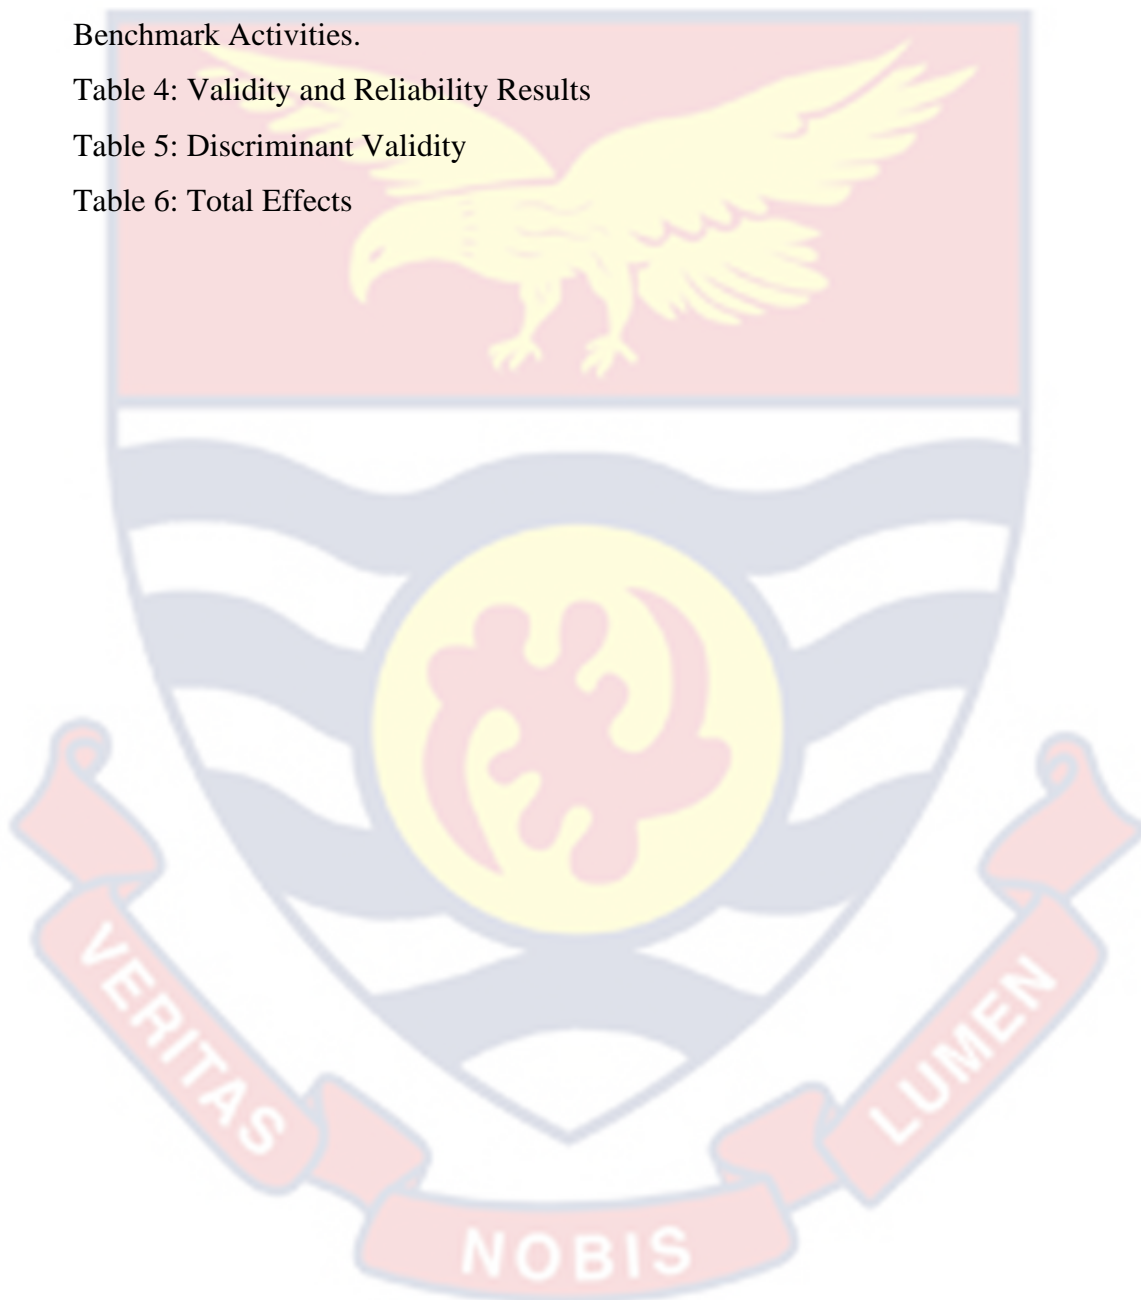 Benchmark Activities.
Table 4: Validity and Reliability Results
Table 5: Discriminant Validity
Table 6: Total Effects
VERITAS
NOBIS
LUMEN